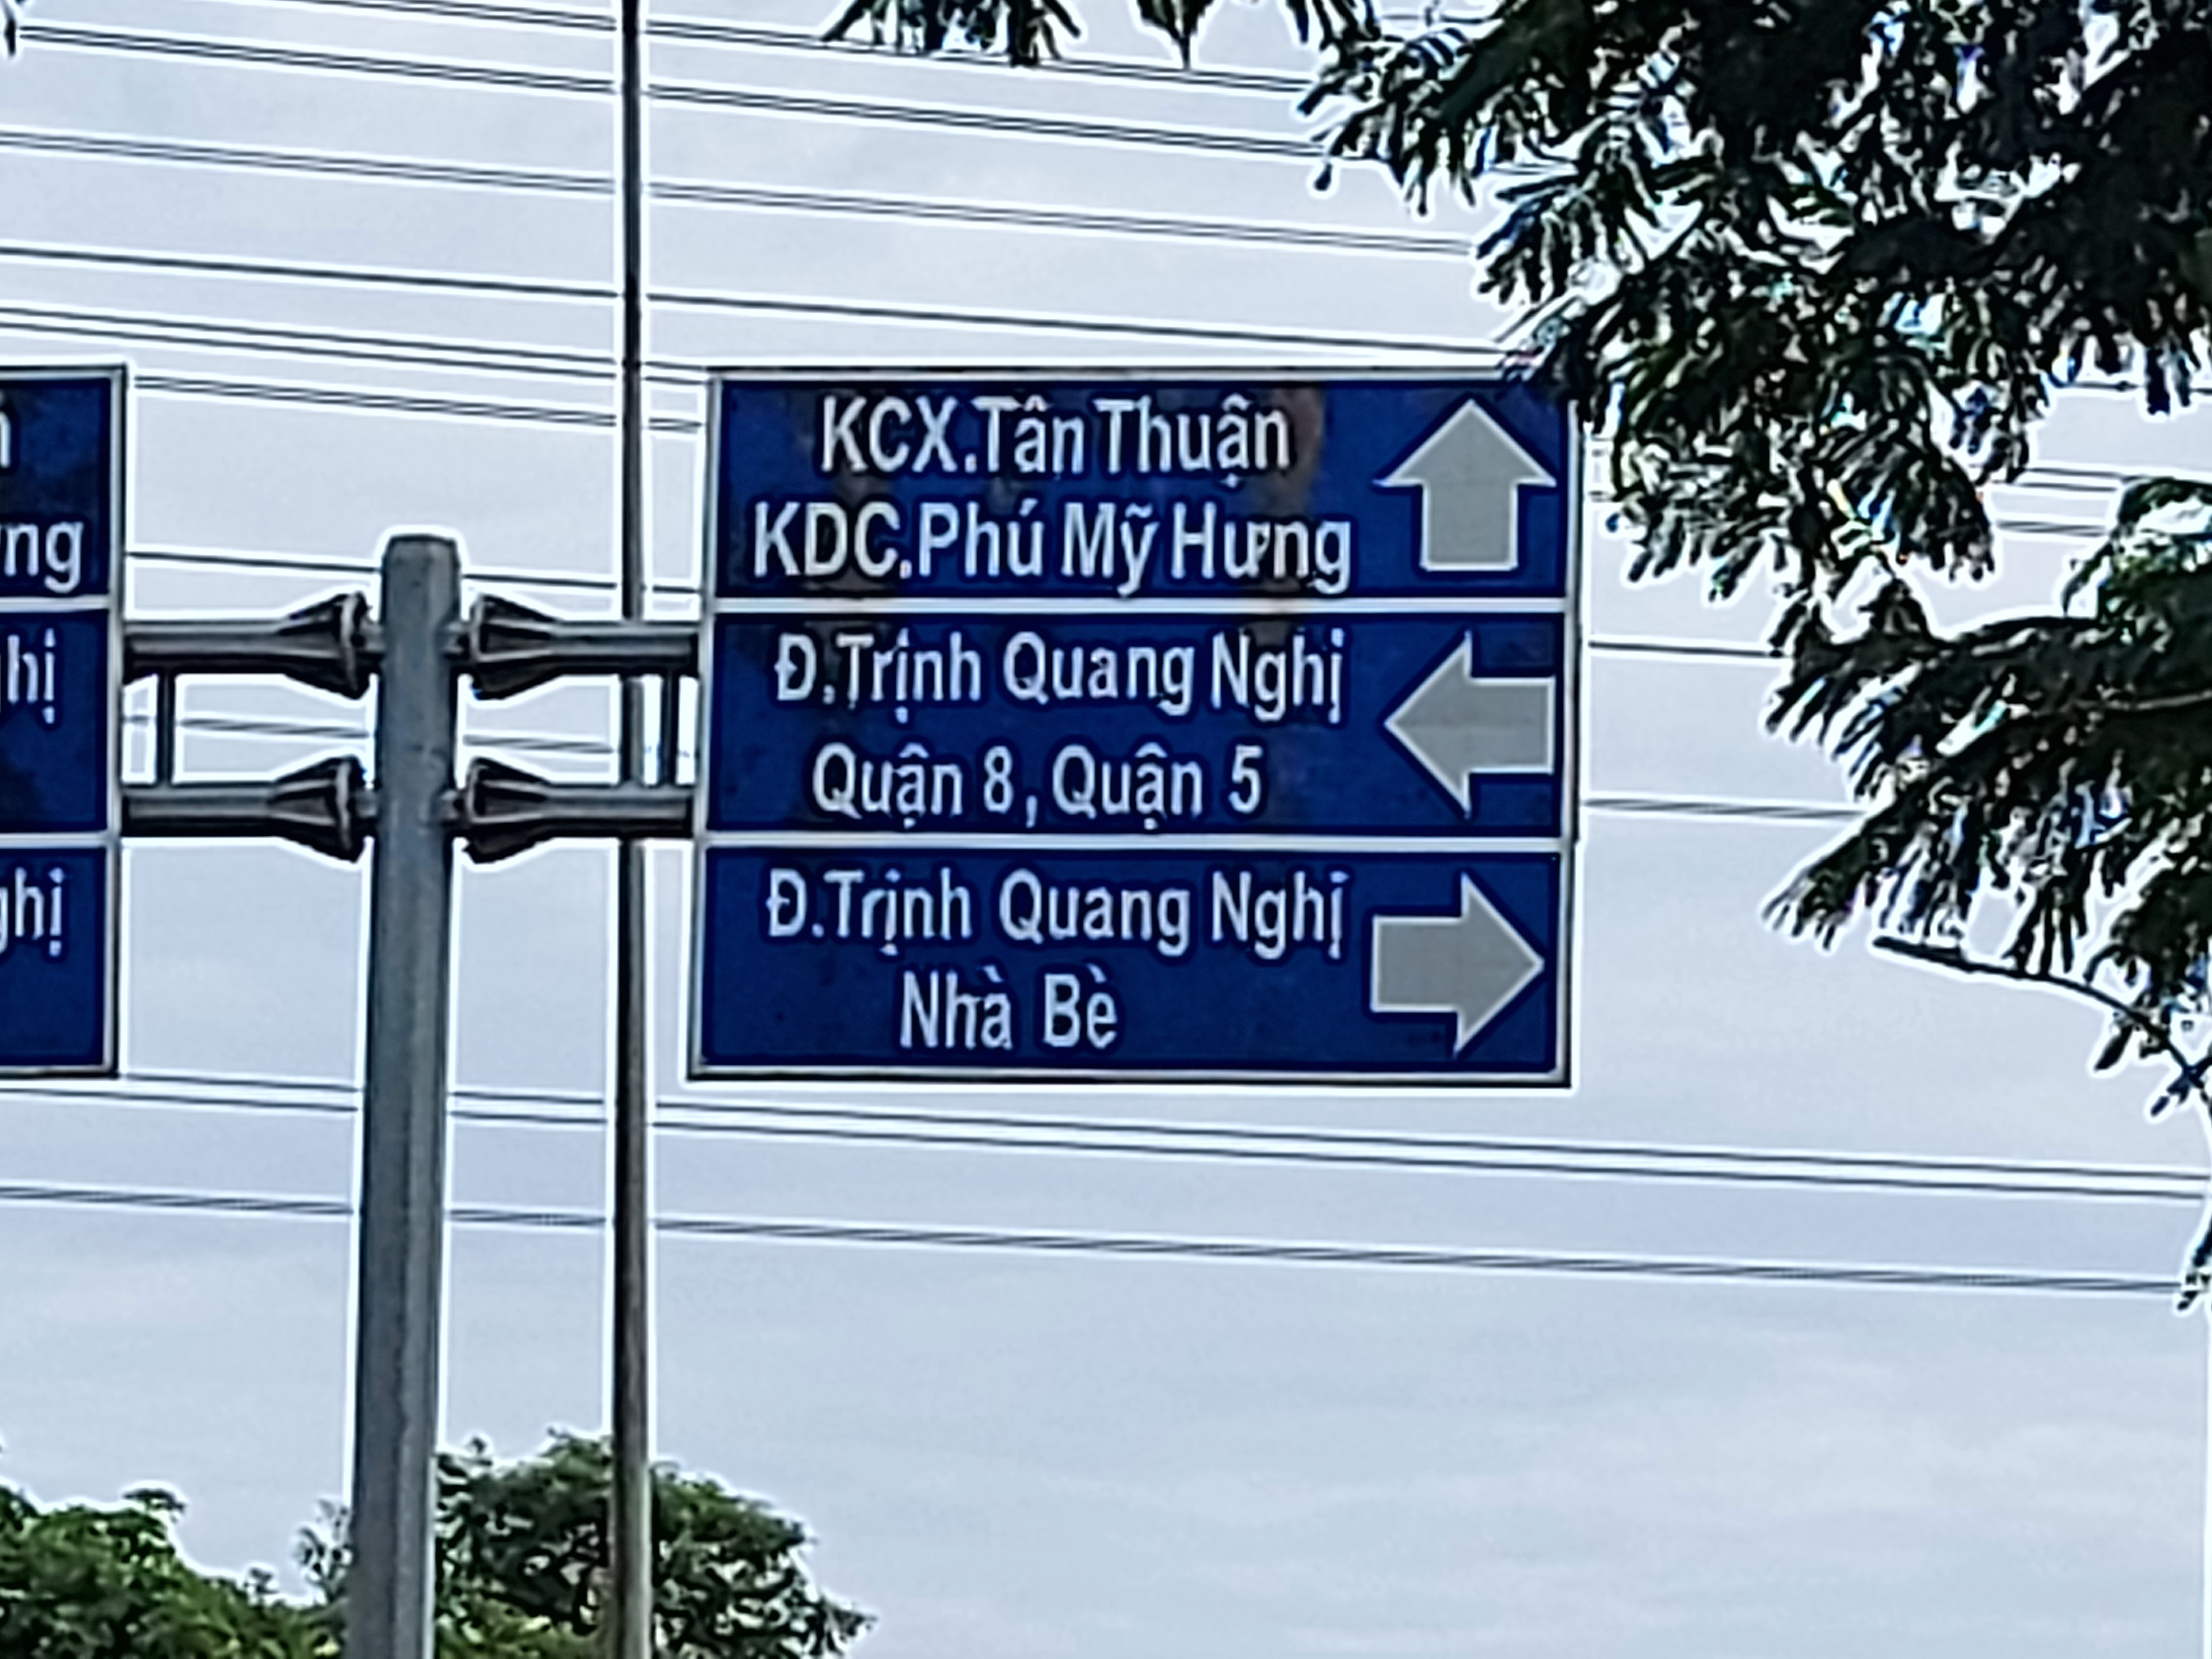 KCX.Tân Thuận
KDC.Phú Mỹ Hưng
Đ.Trịnh Quang Nghị
Quận 8, Quận 5
Đ.Trịnh Quang Nghị
Nhà Bè